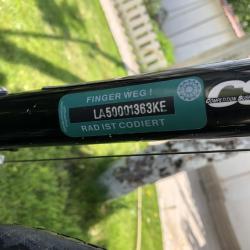 FINGER WEG!
LA50001363KE
RAD IST CODIERT